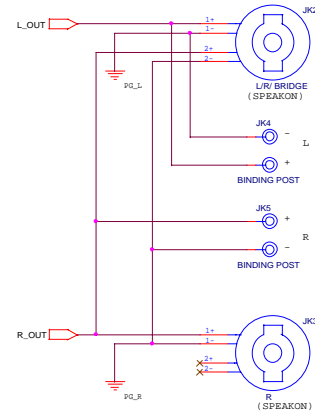 JK2
L_OUT
1+
1-
2+
2-
PG_L
L/R/ BRIDGE
(SPEAKON)
JK4
-
L
+
BINDING POST
JK5
+
R
-
BINDING POST
JK3
R_OUT
1+
1-
2+
2-
PG_R
R
(SPEAKON)